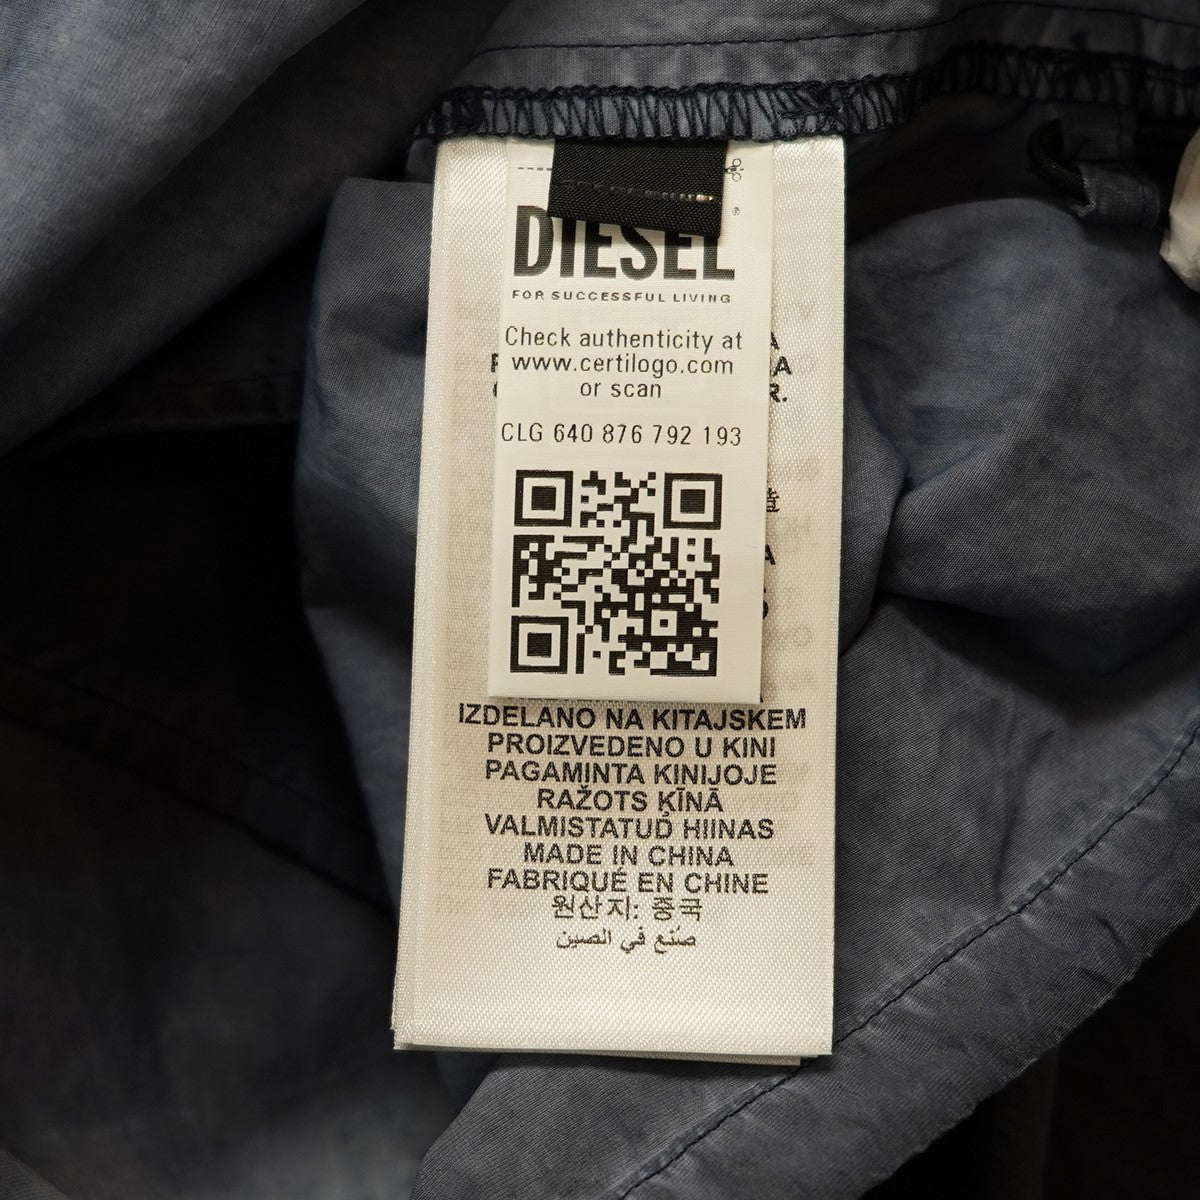 DIESEL
®
FOR SUCCESSFUL LIVING
Check authenticity at
www.certilogo.com
or scan
CLG 640 876 792 193
IZDELANO NA KITAJSKEM
PROIZVEDENO U KINI
PAGAMINTA KINIJOJE
RAŽOTS ĶĪNĀ
VALMISTATUD HIINAS
MADE IN CHINA
FABRIQUÉ EN CHINE
원산지: 중국
صنع في الصين